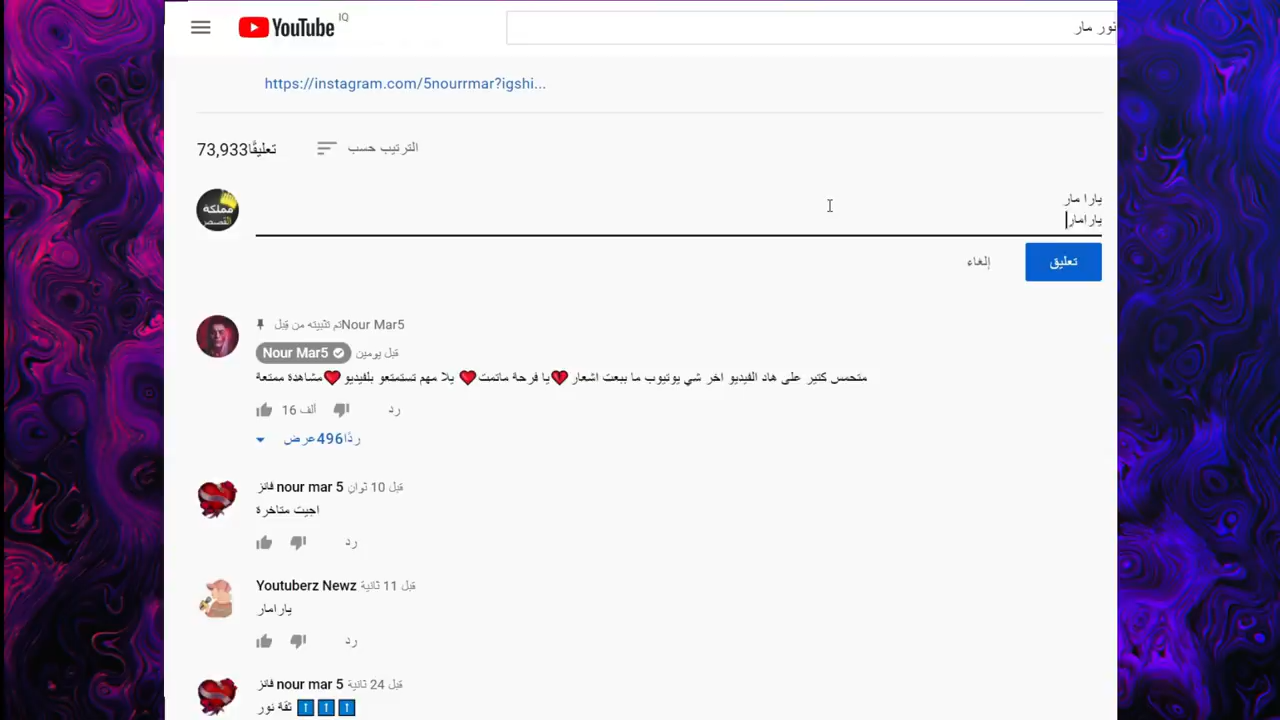 YouTube IQ
نور مار
https://instagram.com/5nourrmar?igshi...
73,933 تعليقًا
الترتيب حسب
مملكة
القصص
يارا مار
يارامار
إلغاء
تعليق
تم تثبيته من قِبل Nour Mar5
Nour Mar5 قبل يومين
متحمس كتير على هاد الفيديو اخر شي يوتيوب ما ببعت اشعار💔يا فرحة ماتمت❤️ يلا مهم تستمتعو بلفيديو❤️مشاهدة ممتعة
16 ألف
رد
عرض 496 ردًا
فانز nour mar 5 قبل 10 ثوانٍ
اجيت متاخرة
رد
Youtuberz Newz قبل 11 ثانية
يارامار
رد
فانز nour mar 5 قبل 24 ثانية
ثقة نور